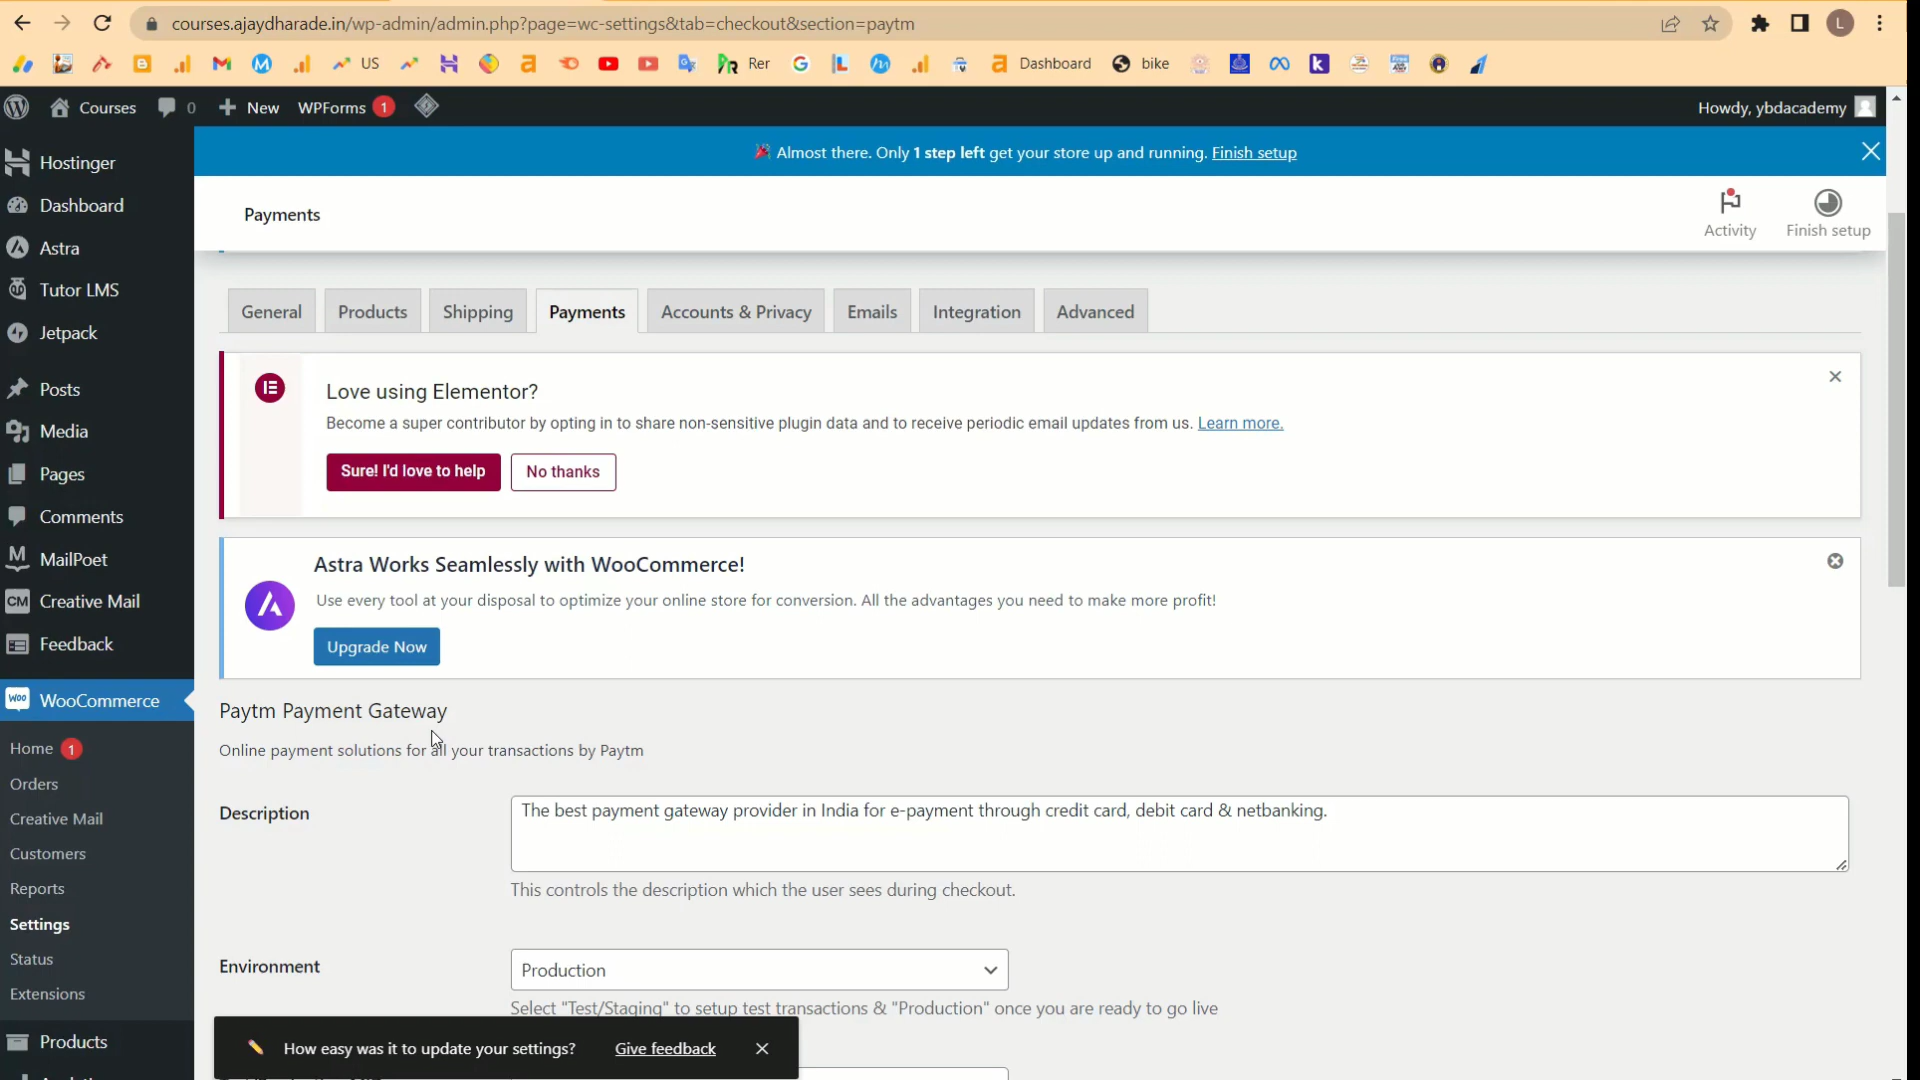 courses.ajaydharade.in/wp-admin/admin.php?page=wc-settings&tab=checkout&section=paytm
L
US
Rer
Dashboard
bike
Courses
0
New
WPForms 1
Howdy, ybdacademy
Hostinger
Dashboard
Astra
Tutor LMS
Jetpack
Posts
Media
Pages
Comments
MailPoet
CM Creative Mail
Feedback
Woo WooCommerce
Home 1
Orders
Creative Mail
Customers
Reports
Settings
Status
Extensions
Products
Almost there. Only 1 step left get your store up and running. Finish setup
Payments
Activity
Finish setup
General
Products
Shipping
Payments
Accounts & Privacy
Emails
Integration
Advanced
Love using Elementor?
Become a super contributor by opting in to share non-sensitive plugin data and to receive periodic email updates from us. Learn more.
Sure! I'd love to help
No thanks
Astra Works Seamlessly with WooCommerce!
Use every tool at your disposal to optimize your online store for conversion. All the advantages you need to make more profit!
Upgrade Now
Paytm Payment Gateway
Online payment solutions for all your transactions by Paytm
Description
The best payment gateway provider in India for e-payment through credit card, debit card & netbanking.
This controls the description which the user sees during checkout.
Environment
Production
Select "Test/Staging" to setup test transactions & "Production" once you are ready to go live
How easy was it to update your settings?
Give feedback